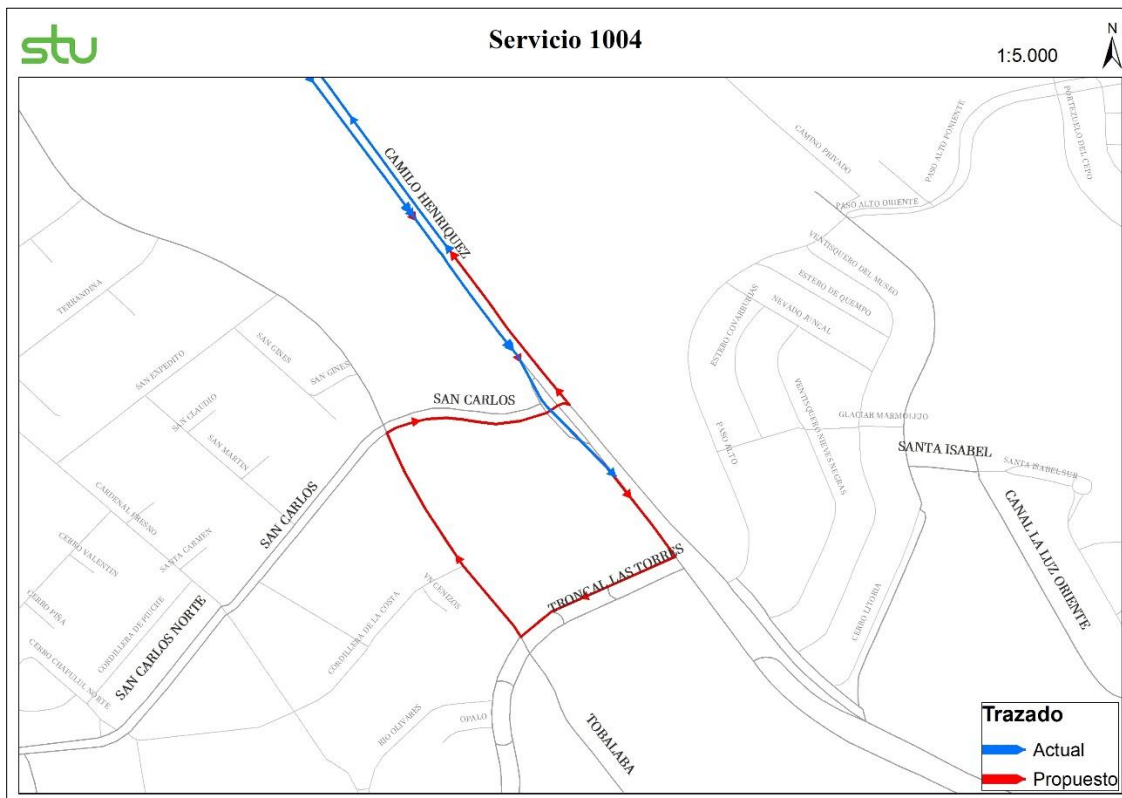 stu
Servicio 1004
1:5.000
N
CAMILO HENRIQUEZ
CAMINO PRIVADO
PASO ALTO PONIENTE
PORTEZUELO DEL CEPO
PASO ALTO ORIENTE
VENTISQUERO DEL MUSEO
ESTERO DE QUEMPO
NEVADO JUNCAL
ESTERO COVARRUBIAS
TERRANDINA
SAN GINES
SAN GINES
SAN EXPEDITO
SAN CLAUDIO
SAN MARTIN
SAN CARLOS
VENTISQUERO NIEVES NEGRAS
GLACIAR MARMOLEJO
PASO ALTO
SANTA ISABEL
SANTA ISABEL SUR
CANAL LA LUZ ORIENTE
SAN CARLOS
CARDENAL FRESNO
SANTA CARMEN
CERRO VALENTIN
CERRO PIÑA
CORDILLERA DE PIUCHE
SAN CARLOS NORTE
CERRO CHAPULUL NORTE
CORDILLERA DE LA COSTA
VN CENIZOS
TRONCAL LAS TORRES
CERRO LITORIA
RIO OLIVARES
OPALO
TOBALABA
Trazado
Actual
Propuesto